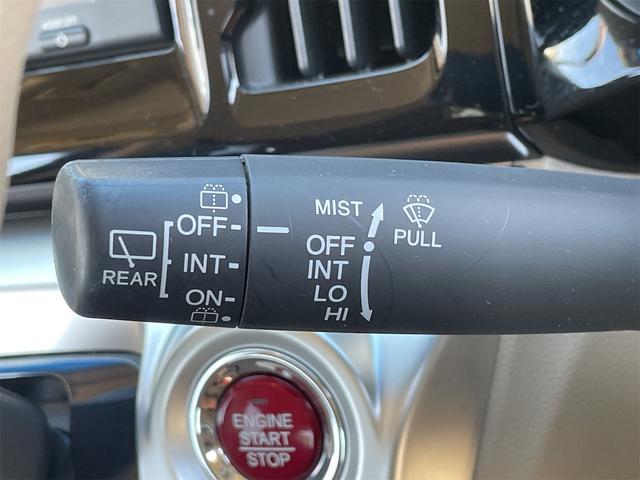 REAR
OFF
INT
ON
MIST
OFF
INT
LO
HI
PULL
ENGINE
START
STOP